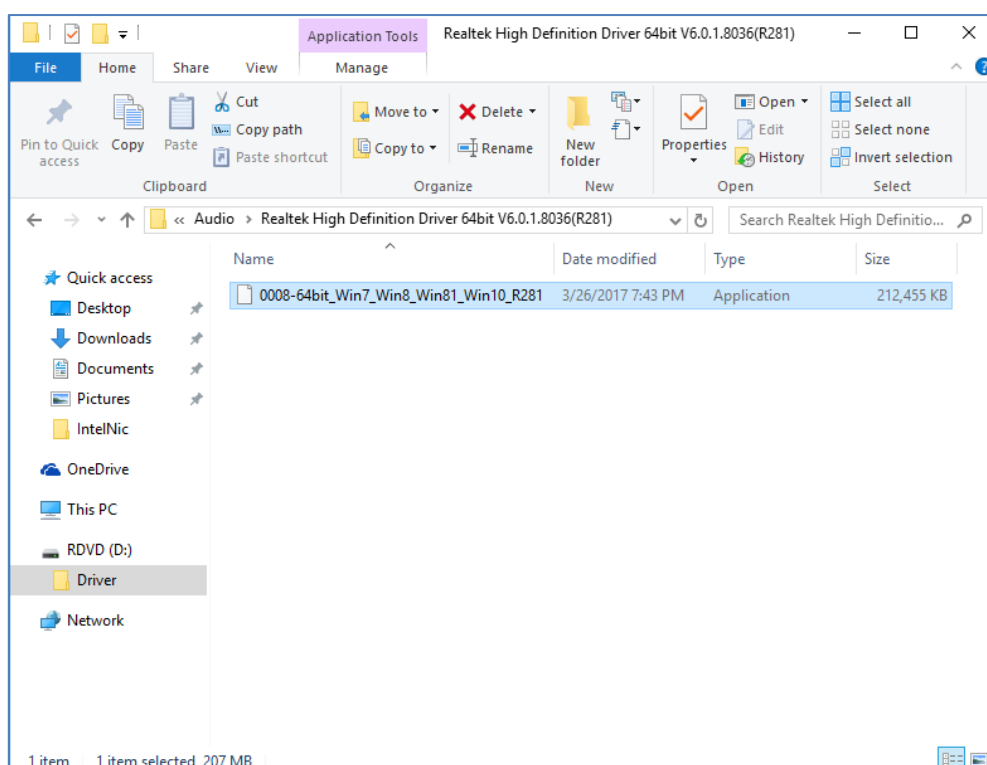 Application Tools Realtek High Definition Driver 64bit V6.0.1.8036(R281)
File Home Share View Manage
Pin to Quick access
Copy
Paste
Cut
W... Copy path
Paste shortcut
Clipboard
Move to
Copy to
Delete
Rename
Organize
New folder
New
Properties
Open
Edit
History
Open
Select all
Select none
Invert selection
Select
« Audio > Realtek High Definition Driver 64bit V6.0.1.8036(R281)
Search Realtek High Definitio...
Name Date modified Type Size
0008-64bit_Win7_Win8_Win81_Win10_R281 3/26/2017 7:43 PM Application 212,455 KB
Quick access
Desktop
Downloads
Documents
Pictures
IntelNic
OneDrive
This PC
RDVD (D:)
Driver
Network
1 item 1 item selected 207 MB